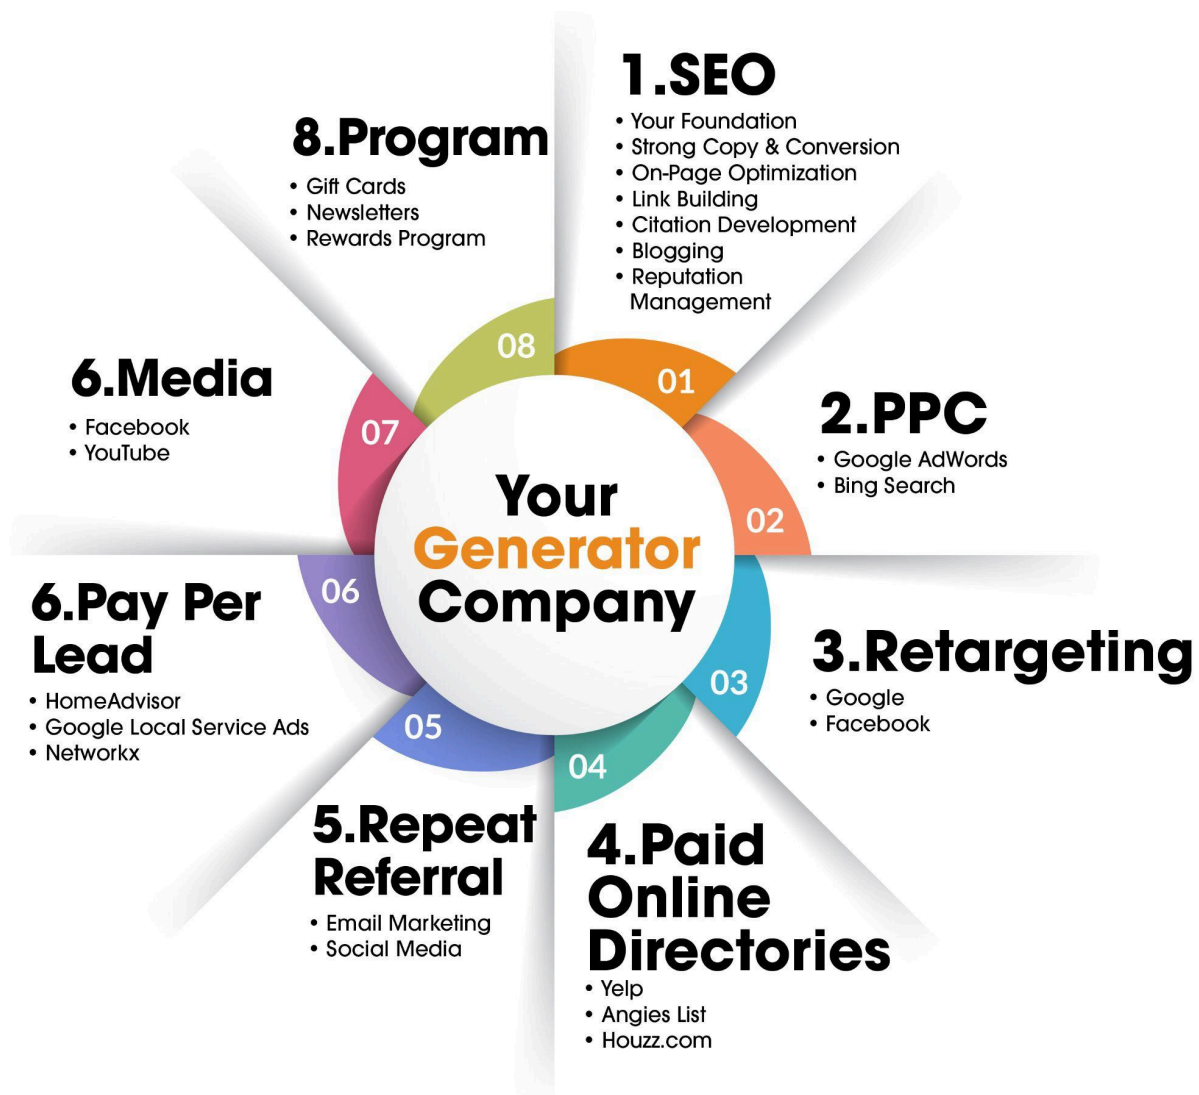 1.SEO
• Your Foundation
• Strong Copy & Conversion
• On-Page Optimization
• Link Building
• Citation Development
• Blogging
• Reputation
Management
01
2.PPC
• Google AdWords
• Bing Search
02
3.Retargeting
• Google
• Facebook
03
4.Paid
Online
Directories
• Yelp
• Angies List
• Houzz.com
04
5.Repeat
Referral
• Email Marketing
• Social Media
05
6.Pay Per
Lead
• HomeAdvisor
• Google Local Service Ads
• Networkx
06
6.Media
• Facebook
• YouTube
07
8.Program
• Gift Cards
• Newsletters
• Rewards Program
08
Your
Generator
Company